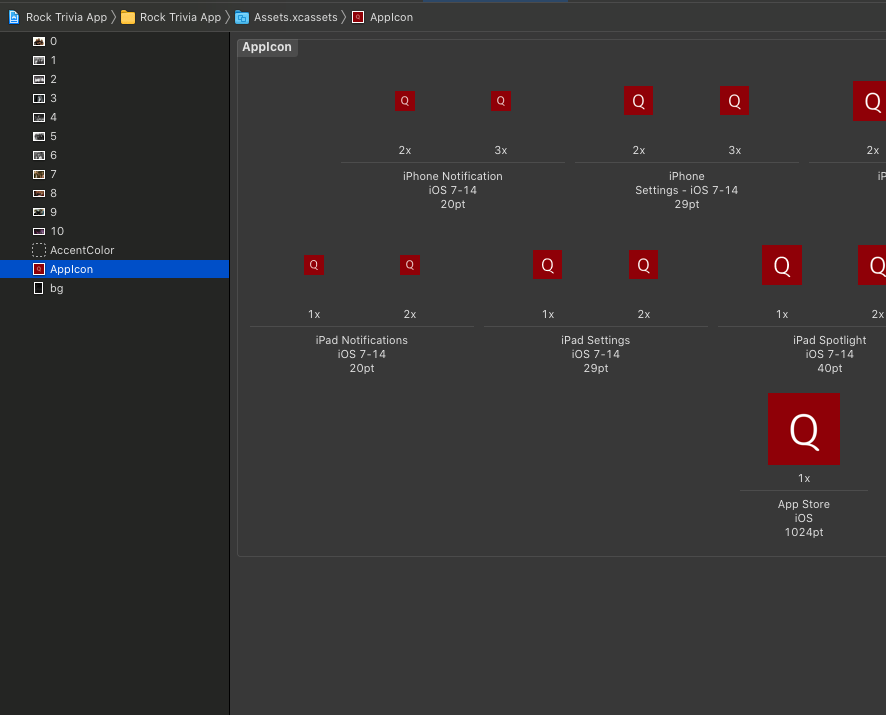 Rock Trivia App Rock Trivia App Assets.xcassets AppIcon
0
1
2
3
4
5
6
7
8
9
10
AccentColor
Q AppIcon
bg
AppIcon
Q Q Q Q Q
2x 3x 2x 3x 2x
iPhone Notification iPhone iP
iOS 7-14 Settings - iOS 7-14
20pt 29pt
Q Q Q Q Q Q
1x 2x 1x 2x 1x 2x
iPad Notifications iPad Settings iPad Spotlight
iOS 7-14 iOS 7-14 iOS 7-14
20pt 29pt 40pt
Q
1x
App Store
iOS
1024pt